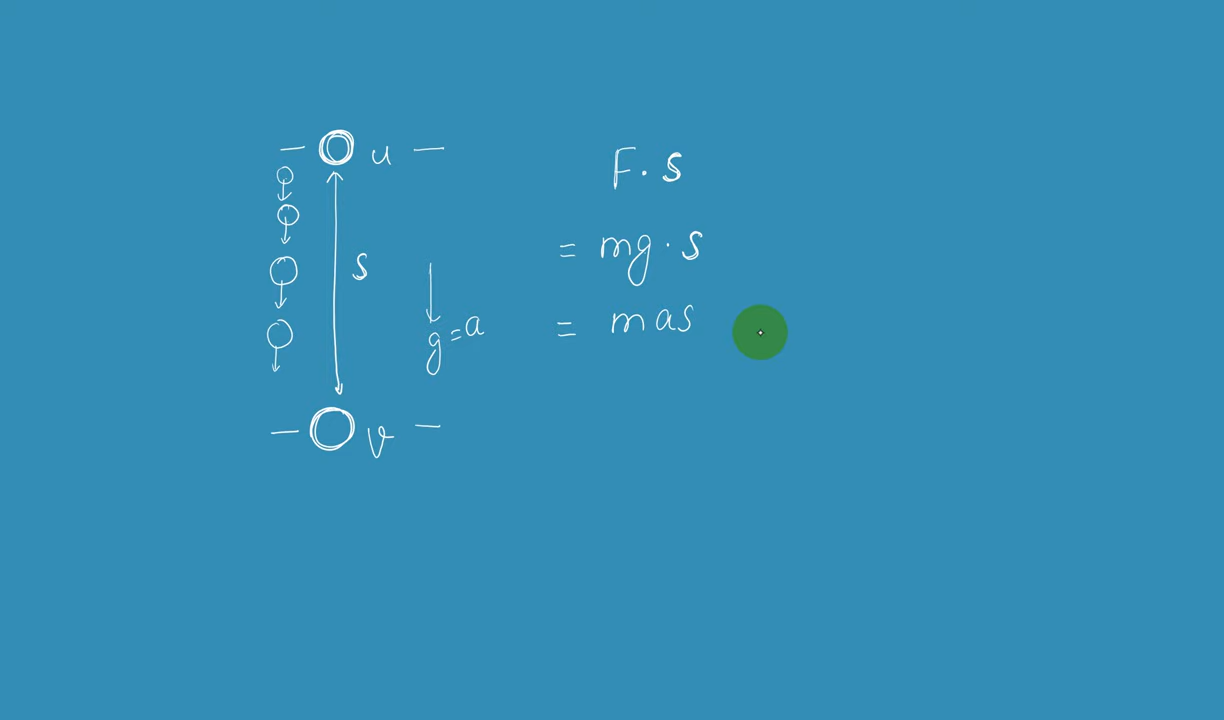 u
s
g = a
v
F . s
= mg . s
= mas